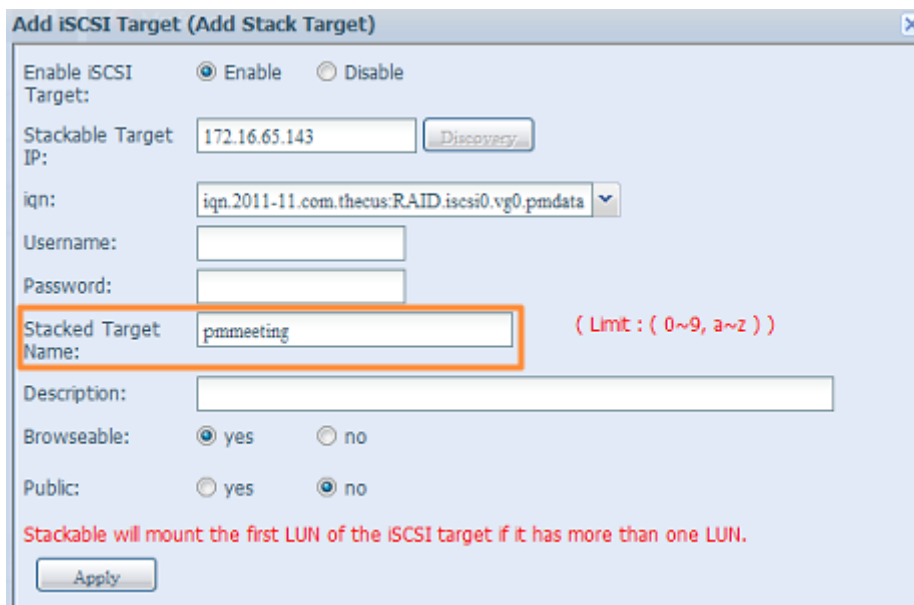 Add iSCSI Target (Add Stack Target)
Enable iSCSI Target: Enable Disable
Stackable Target IP: 172.16.65.143 Discovery
iqn: iqn.2011-11.com.thecus:RAID.iscsi0.vg0.pmdata
Username:
Password:
Stacked Target Name: pmmeeting ( Limit : ( 0~9, a~z ) )
Description:
Browseable: yes no
Public: yes no
Stackable will mount the first LUN of the iSCSI target if it has more than one LUN.
Apply